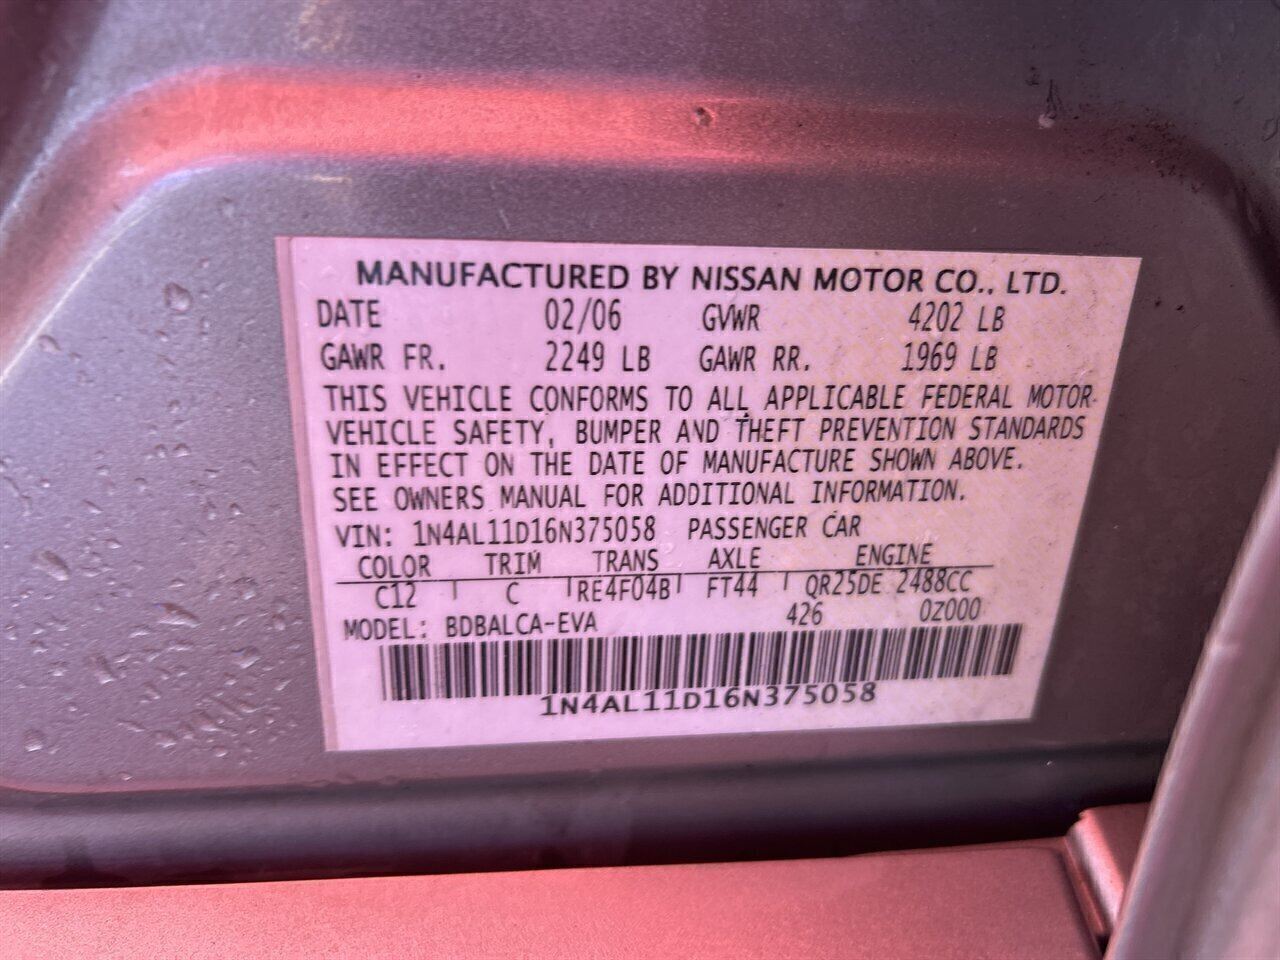 MANUFACTURED BY NISSAN MOTOR CO., LTD.
DATE 02/06 GVWR 4202 LB
GAWR FR. 2249 LB GAWR RR. 1969 LB
THIS VEHICLE CONFORMS TO ALL APPLICABLE FEDERAL MOTOR
VEHICLE SAFETY, BUMPER AND THEFT PREVENTION STANDARDS
IN EFFECT ON THE DATE OF MANUFACTURE SHOWN ABOVE.
SEE OWNERS MANUAL FOR ADDITIONAL INFORMATION.
VIN: 1N4AL11D16N375058 PASSENGER CAR
COLOR TRIM TRANS AXLE ENGINE
C12 C RE4F04B FT44 QR25DE 2488CC
MODEL: BDBALCA-EVA 426 0Z000
1N4AL11D16N375058